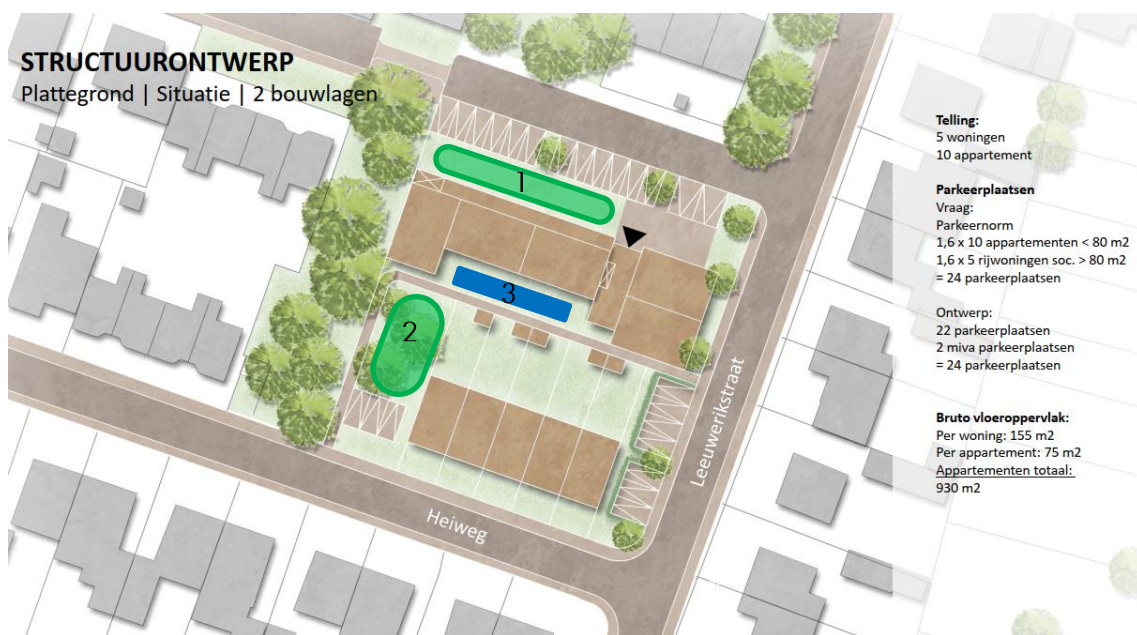 STRUCTUURONTWERP
Plattegrond | Situatie | 2 bouwlagen
Telling:
5 woningen
10 appartement
Parkeerplaatsen
Vraag:
Parkeernorm
1,6 x 10 appartementen < 80 m2
1,6 x 5 rijwoningen soc. > 80 m2
= 24 parkeerplaatsen
Ontwerp:
22 parkeerplaatsen
2 miva parkeerplaatsen
= 24 parkeerplaatsen
Bruto vloeroppervlak:
Per woning: 155 m2
Per appartement: 75 m2
Appartementen totaal:
930 m2
1
3
2
Leeuwerikstraat
Heiweg